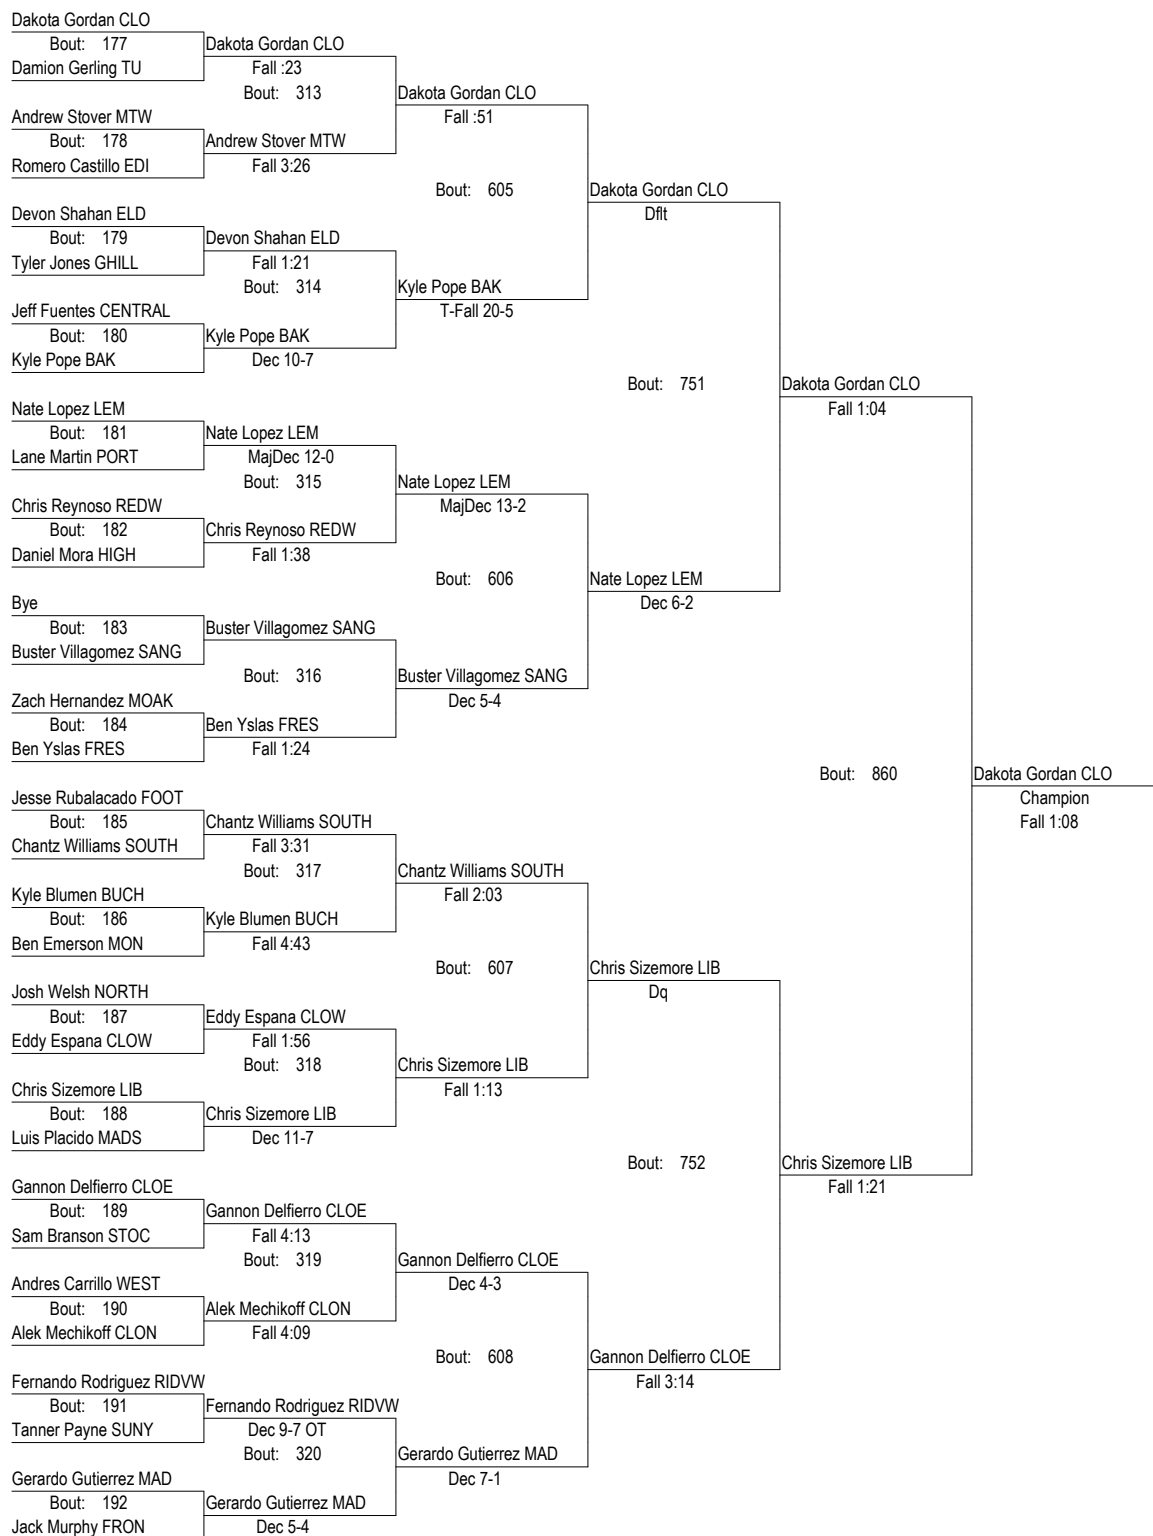 Dakota Gordan CLO
Bout: 177
Dakota Gordan CLO
Damion Gerling TU
Fall :23
Bout: 313
Dakota Gordan CLO
Andrew Stover MTW
Fall :51
Bout: 178
Andrew Stover MTW
Romero Castillo EDI
Fall 3:26
Bout: 605
Dakota Gordan CLO
Devon Shahan ELD
Dflt
Bout: 179
Devon Shahan ELD
Tyler Jones GHILL
Fall 1:21
Bout: 314
Kyle Pope BAK
Jeff Fuentes CENTRAL
T-Fall 20-5
Bout: 180
Kyle Pope BAK
Kyle Pope BAK
Dec 10-7
Bout: 751
Dakota Gordan CLO
Nate Lopez LEM
Fall 1:04
Bout: 181
Nate Lopez LEM
Lane Martin PORT
MajDec 12-0
Bout: 315
Nate Lopez LEM
Chris Reynoso REDW
MajDec 13-2
Bout: 182
Chris Reynoso REDW
Daniel Mora HIGH
Fall 1:38
Bout: 606
Nate Lopez LEM
Bye
Dec 6-2
Bout: 183
Buster Villagomez SANG
Buster Villagomez SANG
Bout: 316
Buster Villagomez SANG
Zach Hernandez MOAK
Dec 5-4
Bout: 184
Ben Yslas FRES
Ben Yslas FRES
Fall 1:24
Bout: 860
Dakota Gordan CLO
Jesse Rubalacado FOOT
Champion
Bout: 185
Chantz Williams SOUTH
Fall 1:08
Chantz Williams SOUTH
Fall 3:31
Bout: 317
Chantz Williams SOUTH
Kyle Blumen BUCH
Fall 2:03
Bout: 186
Kyle Blumen BUCH
Ben Emerson MON
Fall 4:43
Bout: 607
Chris Sizemore LIB
Josh Welsh NORTH
Dq
Bout: 187
Eddy Espana CLOW
Eddy Espana CLOW
Fall 1:56
Bout: 318
Chris Sizemore LIB
Chris Sizemore LIB
Fall 1:13
Bout: 188
Chris Sizemore LIB
Luis Placido MADS
Dec 11-7
Bout: 752
Chris Sizemore LIB
Gannon Delfierro CLOE
Fall 1:21
Bout: 189
Gannon Delfierro CLOE
Sam Branson STOC
Fall 4:13
Bout: 319
Gannon Delfierro CLOE
Andres Carrillo WEST
Dec 4-3
Bout: 190
Alek Mechikoff CLON
Alek Mechikoff CLON
Fall 4:09
Bout: 608
Gannon Delfierro CLOE
Fernando Rodriguez RIDVW
Fall 3:14
Bout: 191
Fernando Rodriguez RIDVW
Tanner Payne SUNY
Dec 9-7 OT
Bout: 320
Gerardo Gutierrez MAD
Gerardo Gutierrez MAD
Dec 7-1
Bout: 192
Gerardo Gutierrez MAD
Jack Murphy FRON
Dec 5-4